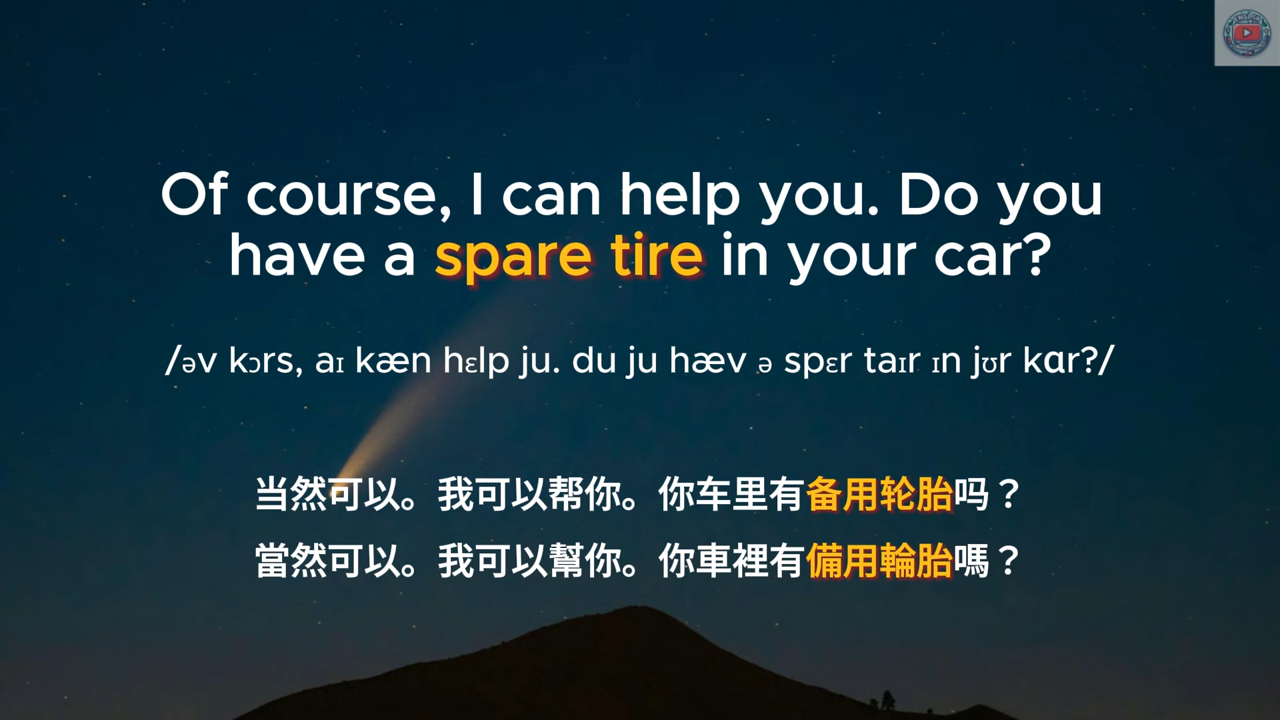 Of course, I can help you. Do you
have a spare tire in your car?
/əv kɔrs, aɪ kæn hɛlp ju. du ju hæv ə spɛr taɪr ɪn jʊr kɑr?/
当然可以。我可以帮你。你车里有备用轮胎吗？
當然可以。我可以幫你。你車裡有備用輪胎嗎？